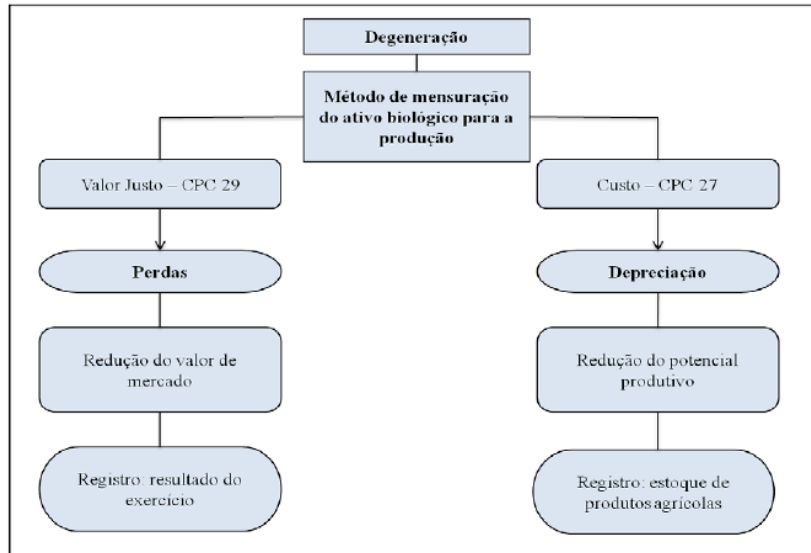 Degeneração
Método de mensuração
do ativo biológico para a
produção
Valor Justo – CPC 29
Custo – CPC 27
Perdas
Depreciação
Redução do valor de
mercado
Redução do potencial
produtivo
Registro: resultado do
exercício
Registro: estoque de
produtos agrícolas